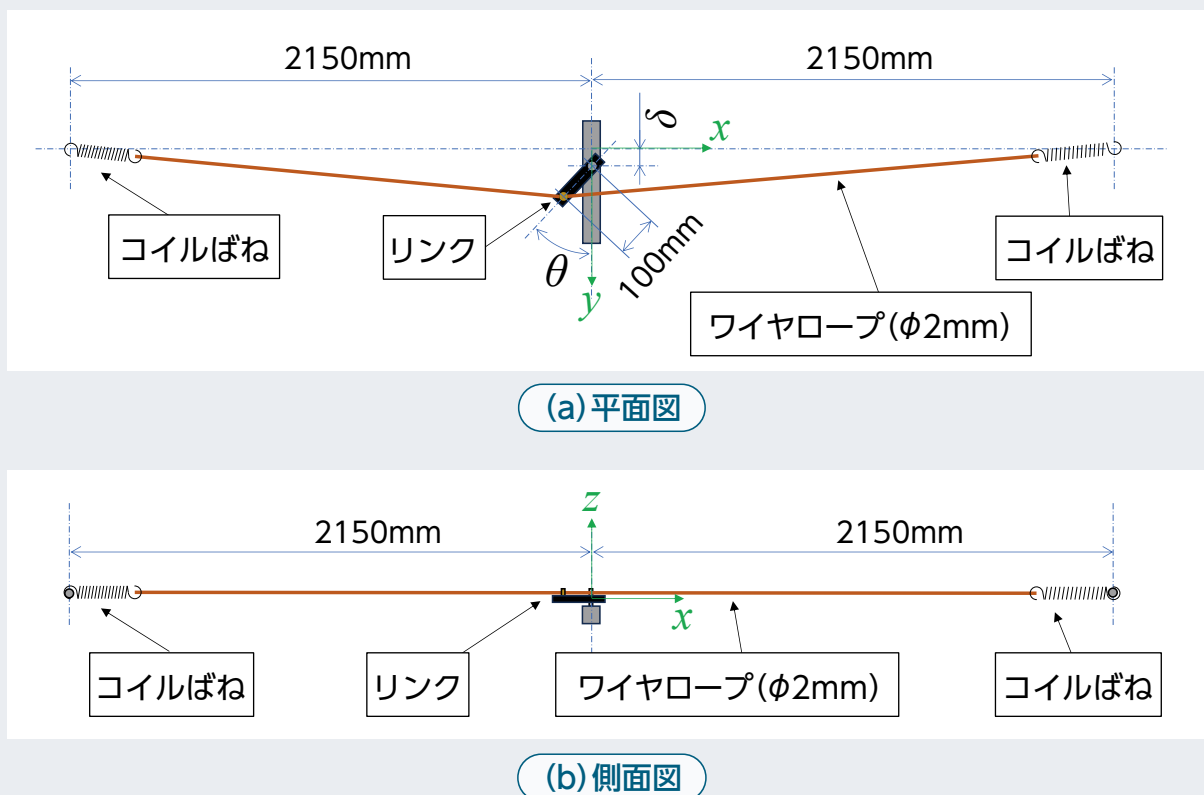 2150mm
2150mm
δ
x
コイルばね
リンク
θ
y
100mm
コイルばね
ワイヤロープ(φ2mm)
(a)平面図
z
2150mm
2150mm
x
コイルばね
リンク
ワイヤロープ(φ2mm)
コイルばね
(b)側面図